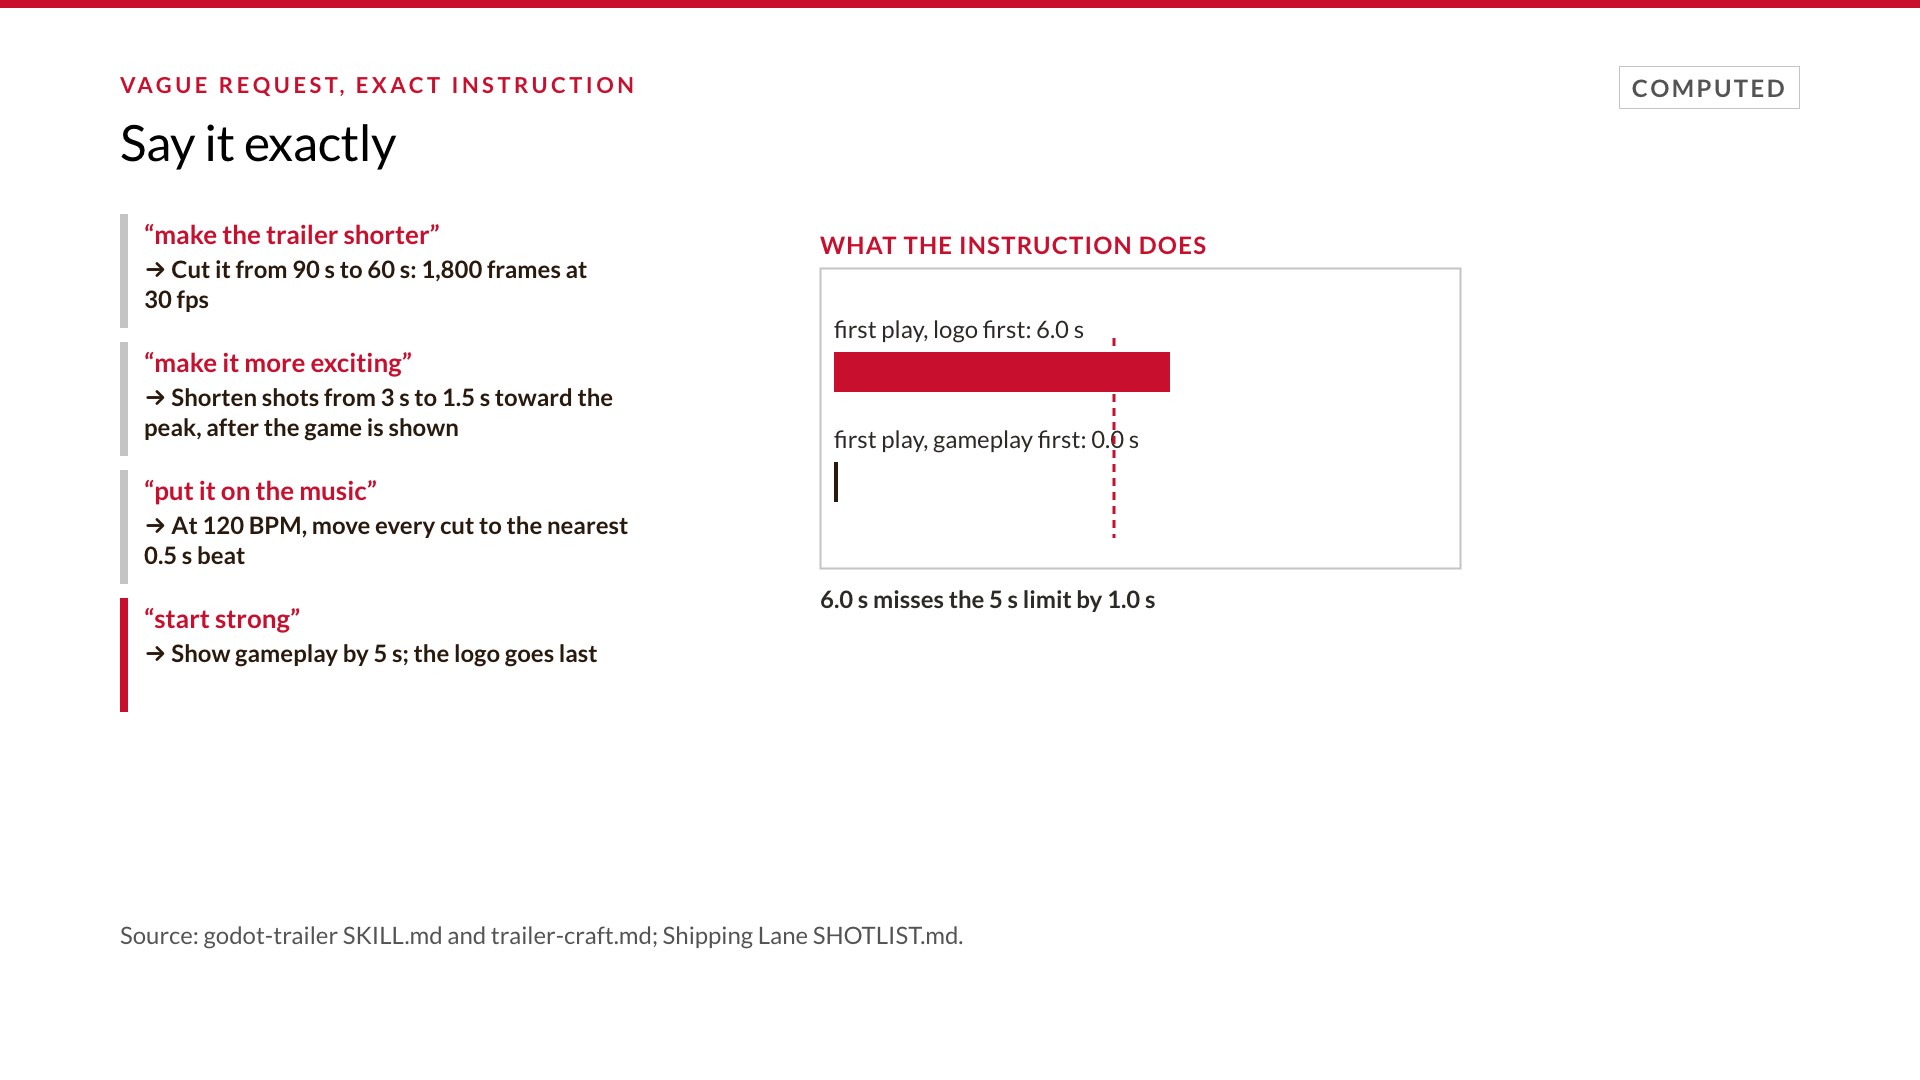 VAGUE REQUEST, EXACT INSTRUCTION
COMPUTED
Say it exactly
“make the trailer shorter”
→ Cut it from 90 s to 60 s: 1,800 frames at
30 fps
“make it more exciting”
→ Shorten shots from 3 s to 1.5 s toward the
peak, after the game is shown
“put it on the music”
→ At 120 BPM, move every cut to the nearest
0.5 s beat
“start strong”
→ Show gameplay by 5 s; the logo goes last
WHAT THE INSTRUCTION DOES
first play, logo first: 6.0 s
first play, gameplay first: 0.0 s
6.0 s misses the 5 s limit by 1.0 s
Source: godot-trailer SKILL.md and trailer-craft.md; Shipping Lane SHOTLIST.md.